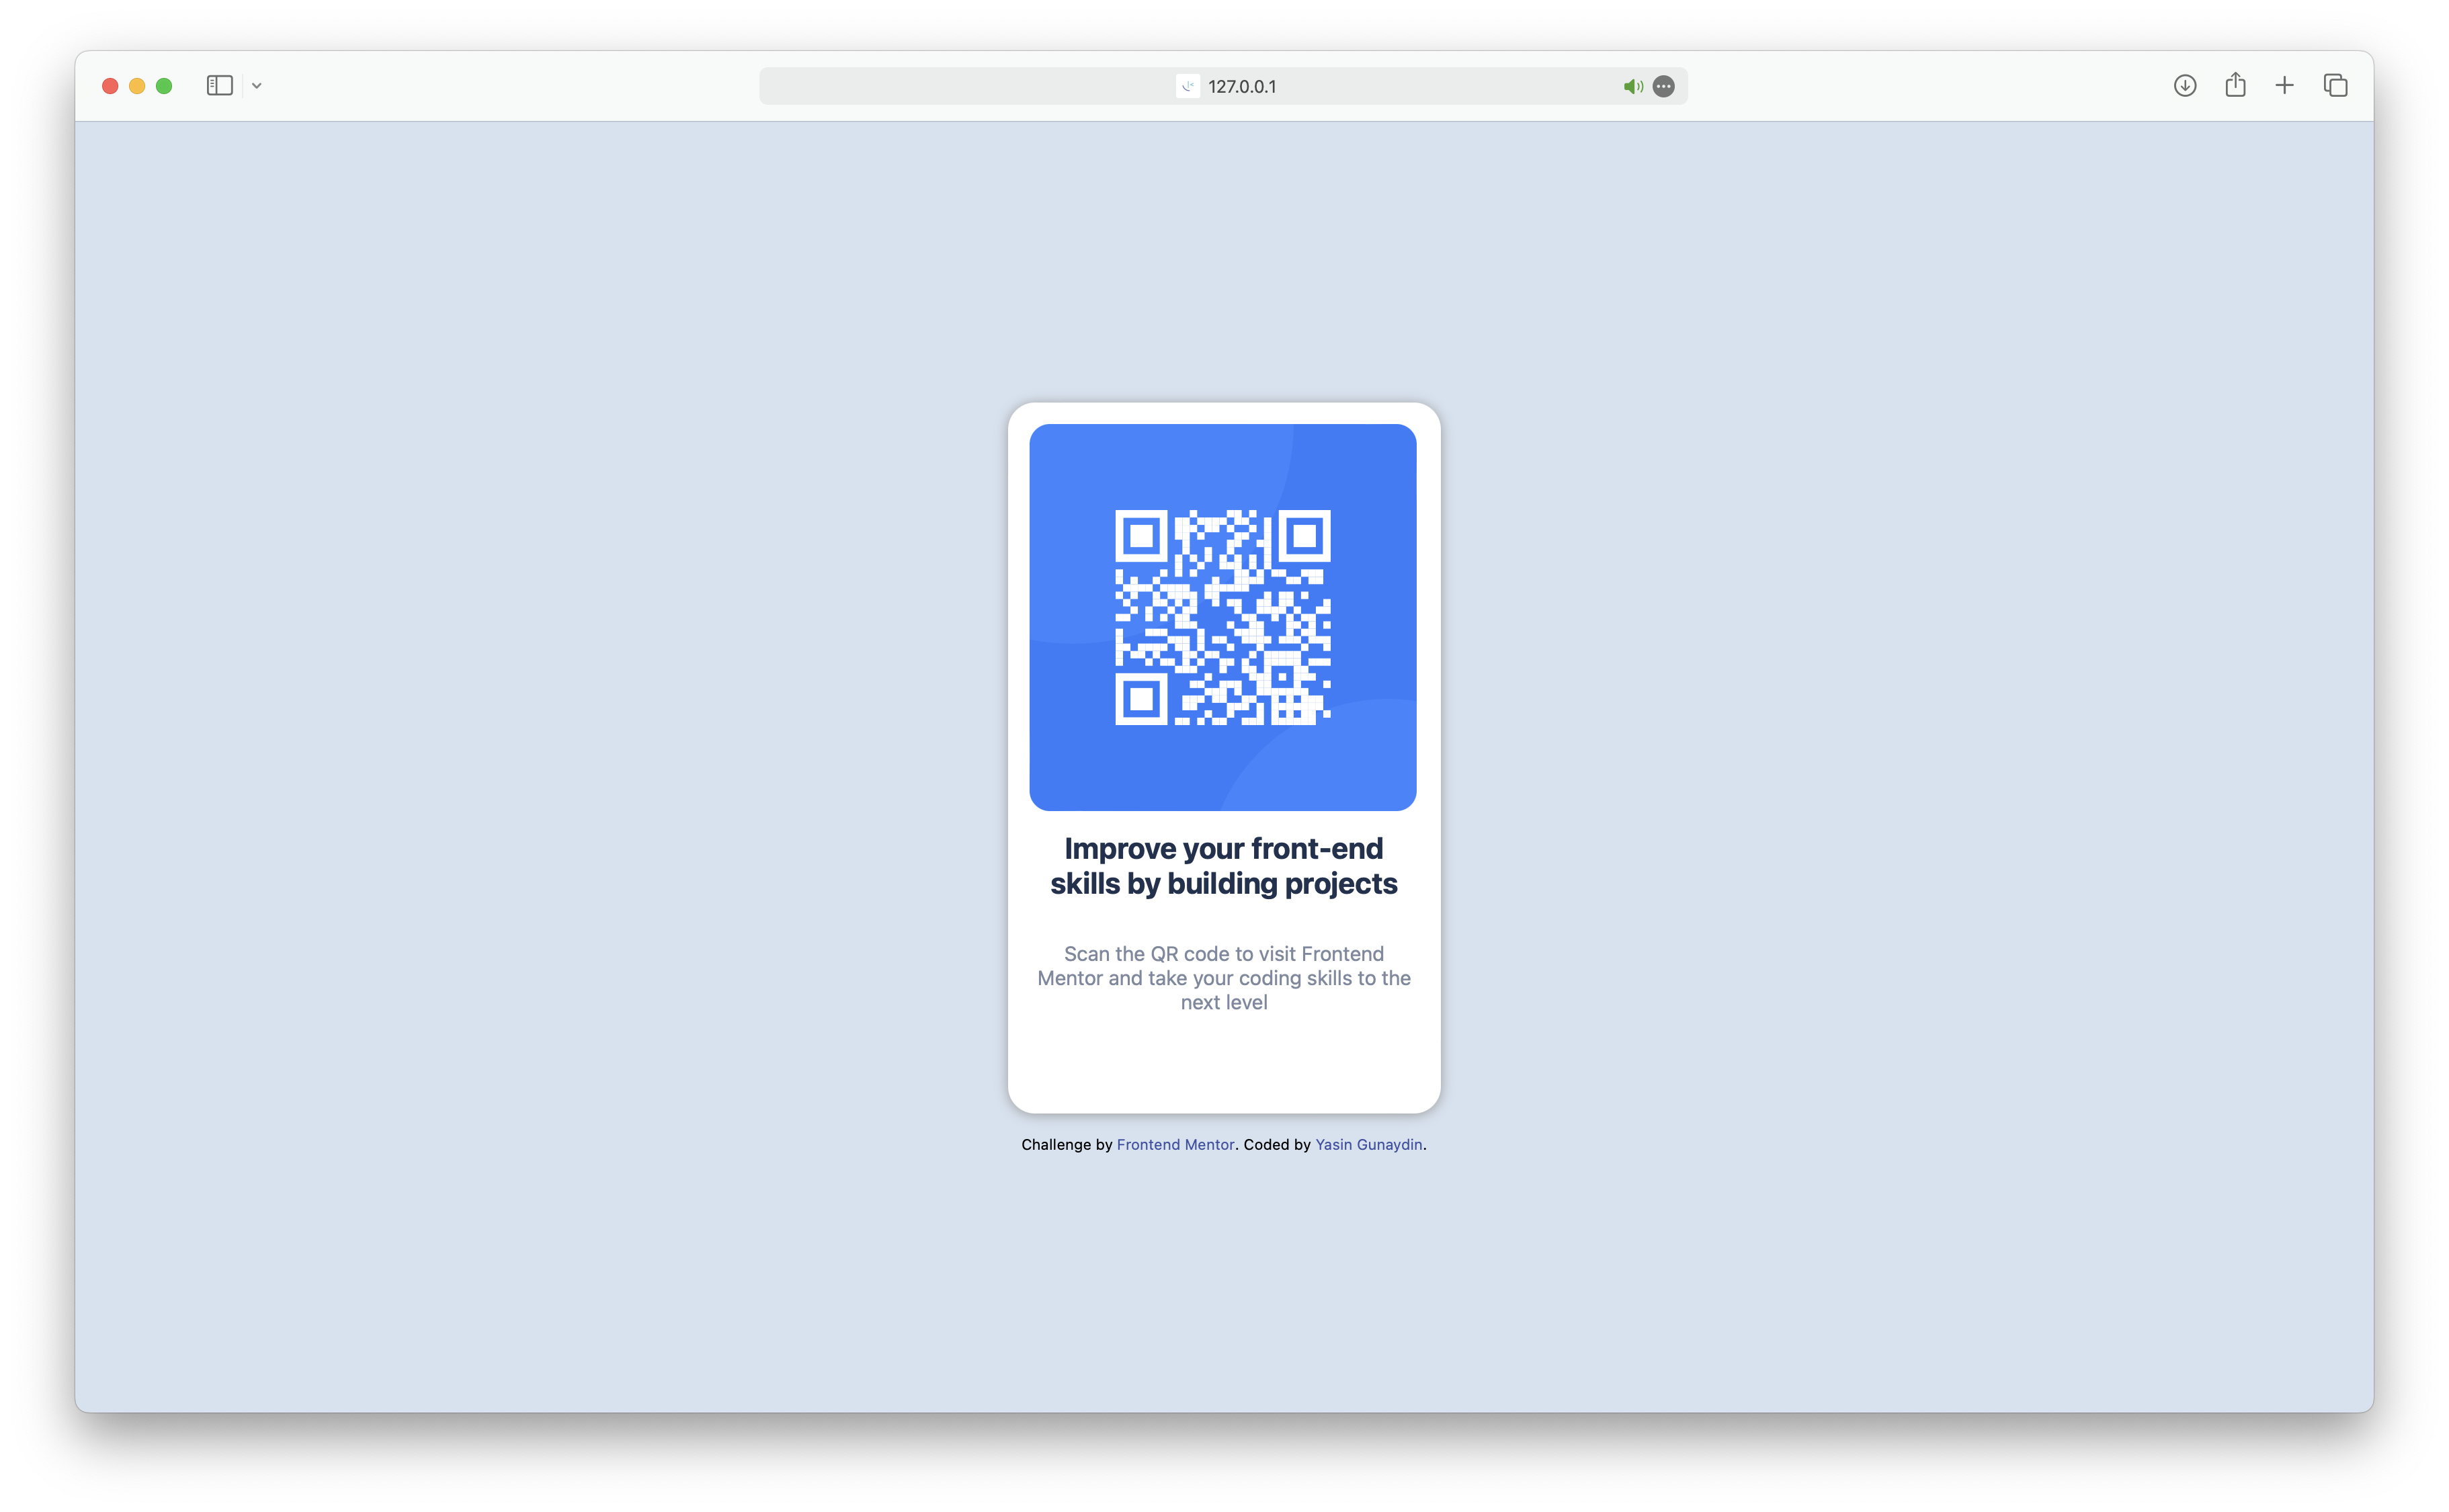 127.0.0.1
Improve your front-end
skills by building projects
Scan the QR code to visit Frontend
Mentor and take your coding skills to the
next level
Challenge by Frontend Mentor. Coded by Yasin Gunaydin.